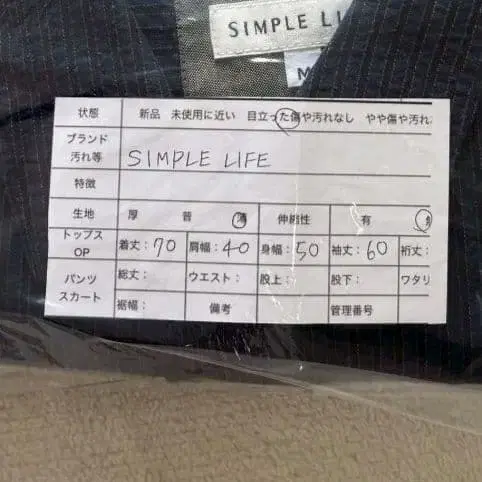 SIMPLE LI
M
状態 新品 未使用に近い 目立った傷や汚れなし やや傷や汚れ
ブランド
汚れ等 SIMPLE LIFE
特徴
生地 厚 普 薄 伸縮性 有
トップス
OP 着丈:70 肩幅:40 身幅:50 袖丈:60 裄丈:
パンツ
スカート 総丈: ウエスト: 股上: 股下: ワタリ
裾幅: 備考 管理番号